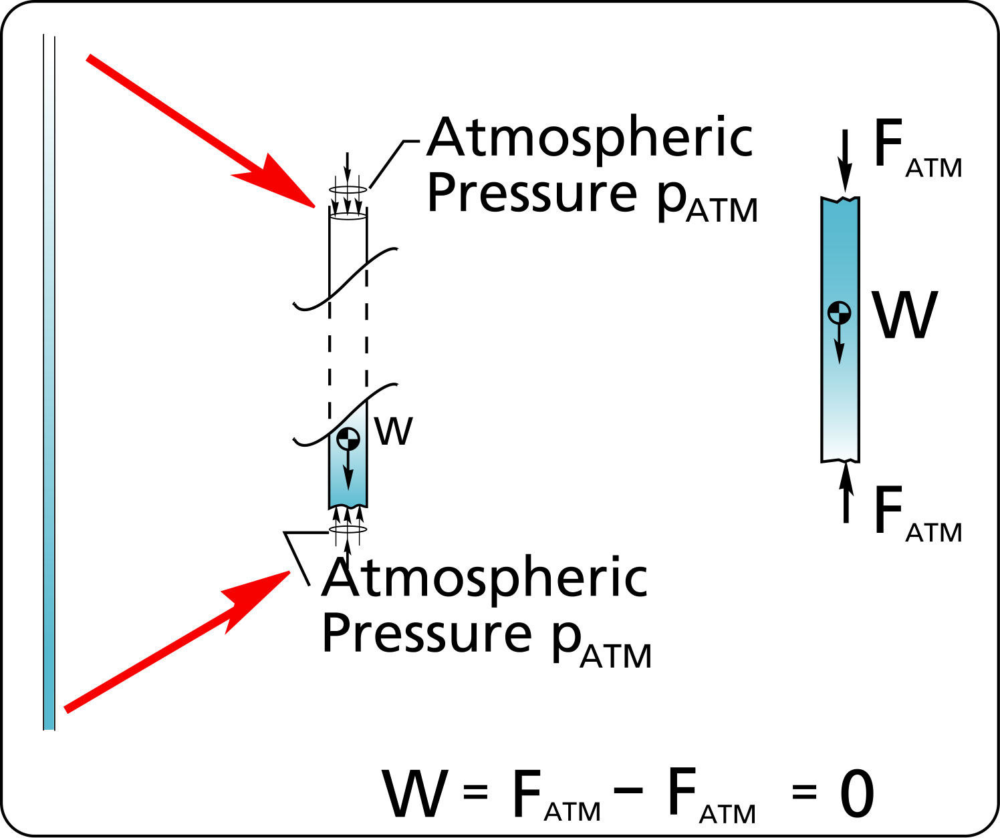 Atmospheric
Pressure pATM
FATM
W
W
FATM
Atmospheric
Pressure pATM
W = FATM − FATM = 0